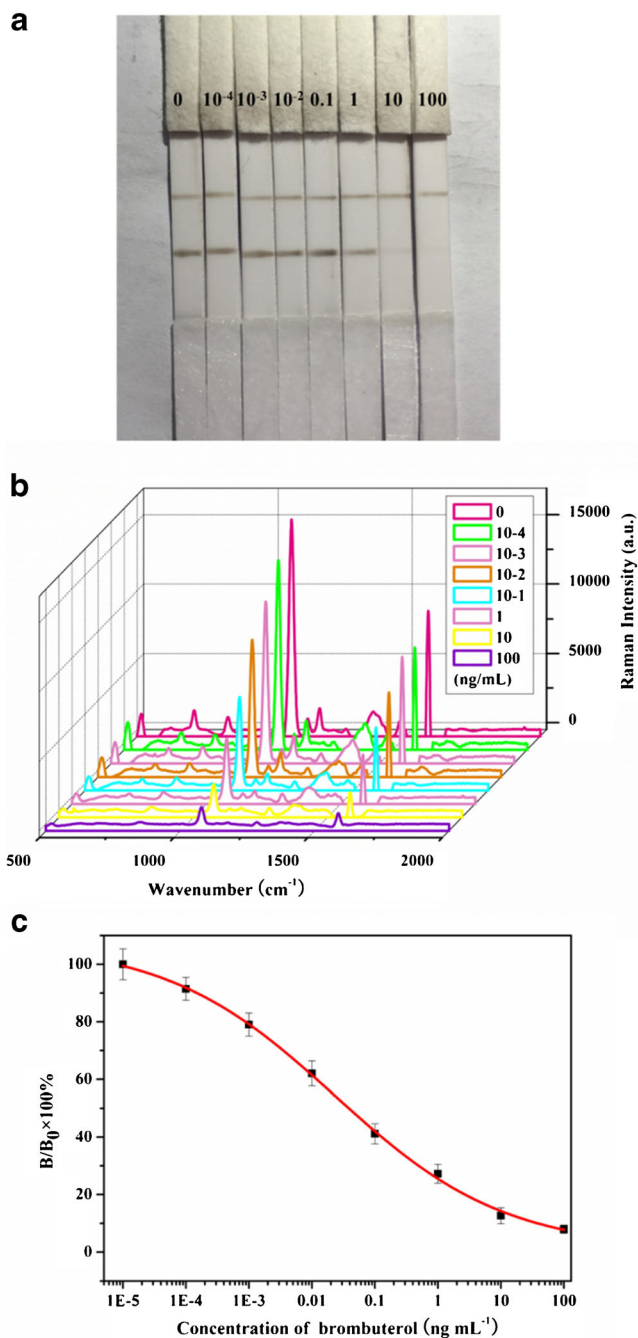 a
0 10⁻⁴ 10⁻³ 10⁻² 0.1 1 10 100
b
0
10-4
10-3
10-2
10-1
1
10
100
(ng/mL)
15000
10000
5000
0
Raman Intensity (a.u.)
500 1000 1500 2000
Wavenumber (cm⁻¹)
c
100
80
60
40
20
0
B/B₀×100%
1E-5 1E-4 1E-3 0.01 0.1 1 10 100
Concentration of brombuterol (ng mL⁻¹)